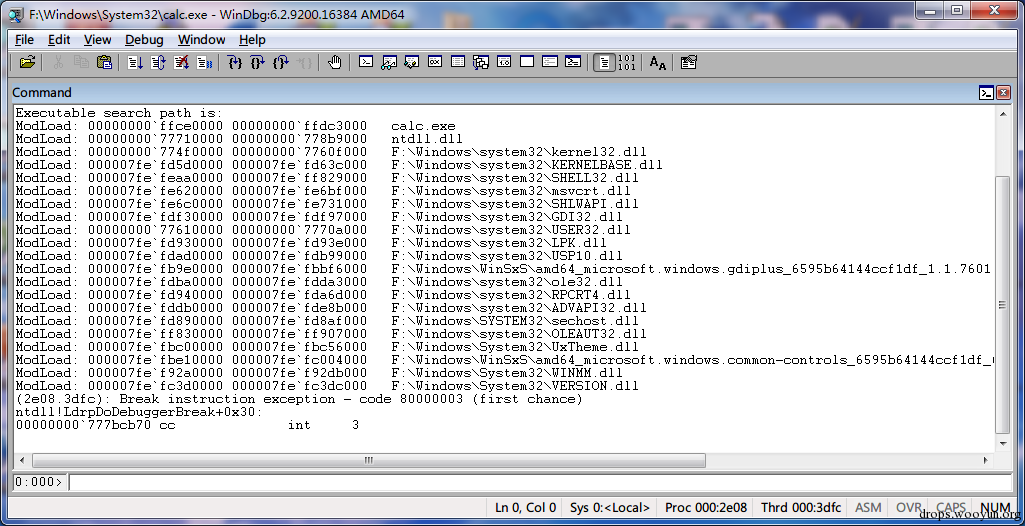 F:\Windows\System32\calc.exe - WinDbg:6.2.9200.16384 AMD64
File Edit View Debug Window Help
Command
Executable search path is:
ModLoad: 00000000`ffce0000 00000000`ffdc3000 calc.exe
ModLoad: 00000000`77710000 00000000`778b9000 ntdll.dll
ModLoad: 00000000`774f0000 00000000`7760f000 F:\Windows\system32\kernel32.dll
ModLoad: 000007fe`fd5d0000 000007fe`fd63c000 F:\Windows\system32\KERNELBASE.dll
ModLoad: 000007fe`feaa0000 000007fe`ff829000 F:\Windows\system32\SHELL32.dll
ModLoad: 000007fe`fe620000 000007fe`fe6bf000 F:\Windows\system32\msvcrt.dll
ModLoad: 000007fe`fe6c0000 000007fe`fe731000 F:\Windows\system32\SHLWAPI.dll
ModLoad: 000007fe`fdf30000 000007fe`fdf97000 F:\Windows\system32\GDI32.dll
ModLoad: 00000000`77610000 00000000`7770a000 F:\Windows\system32\USER32.dll
ModLoad: 000007fe`fd930000 000007fe`fd93e000 F:\Windows\system32\LPK.dll
ModLoad: 000007fe`fdad0000 000007fe`fdb99000 F:\Windows\system32\USP10.dll
ModLoad: 000007fe`fb9e0000 000007fe`fbbf6000 F:\Windows\WinSxS\amd64_microsoft.windows.gdiplus_6595b64144ccf1df_1.1.7601
ModLoad: 000007fe`fdba0000 000007fe`fdda3000 F:\Windows\system32\ole32.dll
ModLoad: 000007fe`fd940000 000007fe`fda6d000 F:\Windows\system32\RPCRT4.dll
ModLoad: 000007fe`fddb0000 000007fe`fde8b000 F:\Windows\system32\ADVAPI32.dll
ModLoad: 000007fe`fd890000 000007fe`fd8af000 F:\Windows\SYSTEM32\sechost.dll
ModLoad: 000007fe`ff830000 000007fe`ff907000 F:\Windows\system32\OLEAUT32.dll
ModLoad: 000007fe`fbc00000 000007fe`fbc56000 F:\Windows\System32\UxTheme.dll
ModLoad: 000007fe`fbe10000 000007fe`fc004000 F:\Windows\WinSxS\amd64_microsoft.windows.common-controls_6595b64144ccf1df_
ModLoad: 000007fe`f92a0000 000007fe`f92db000 F:\Windows\System32\WINMM.dll
ModLoad: 000007fe`fc3d0000 000007fe`fc3dc000 F:\Windows\System32\VERSION.dll
(2e08.3dfc): Break instruction exception - code 80000003 (first chance)
ntdll!LdrpDoDebuggerBreak+0x30:
00000000`777bcb70 cc int 3
0:000>
Ln 0, Col 0 Sys 0:<Local> Proc 000:2e08 Thrd 000:3dfc ASM OVR CAPS NUM
drops.wooyun.org